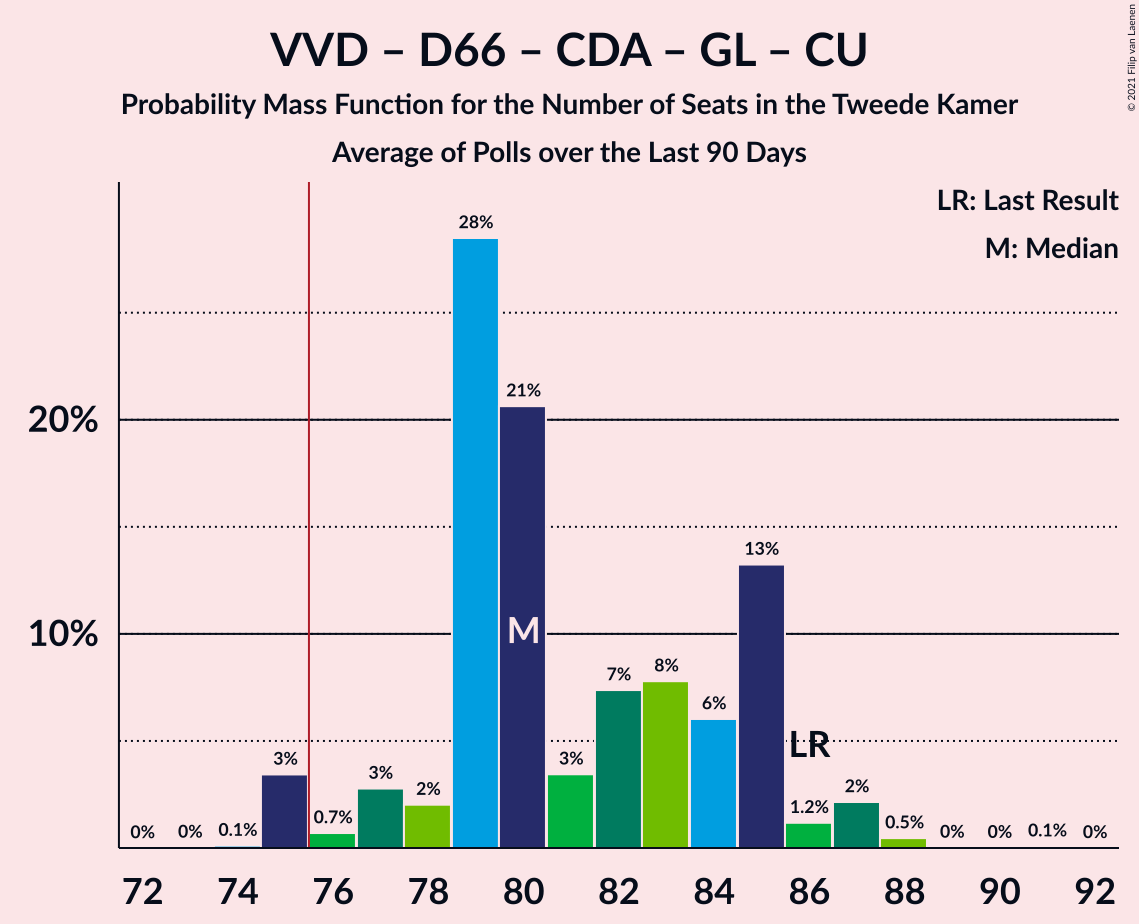 VVD – D66 – CDA – GL – CU
Probability Mass Function for the Number of Seats in the Tweede Kamer
Average of Polls over the Last 90 Days
© 2021 Filip van Laenen
LR: Last Result
M: Median
28%
21%
20%
13%
10%
M
8%
7%
6%
LR
3%
3%
3%
2%
2%
1.2%
0.7%
0.5%
0% 0% 0.1% 0% 0% 0.1% 0%
72 74 76 78 80 82 84 86 88 90 92